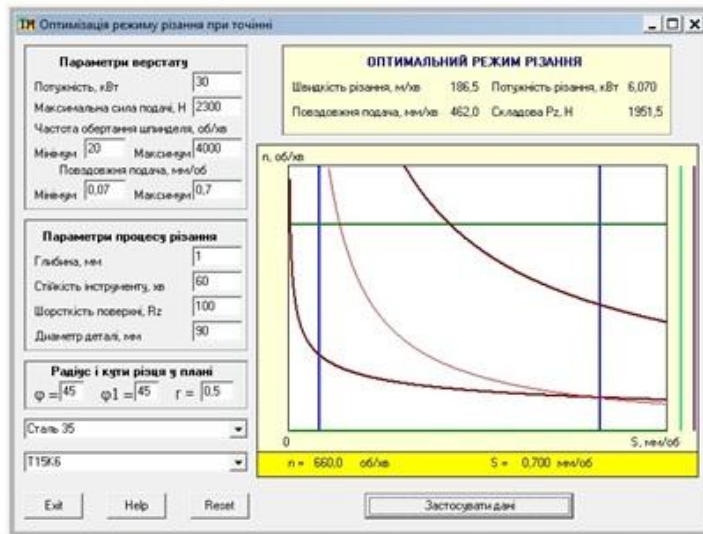 ТМ Оптимізація режиму різання при точінні
Параметри верстату
Потужність, кВт 30
Максимальна сила подачі, Н 2300
Частота обертання шпинделя, об/хв
Мінімум 20 Максимум 4000
Повздовжня подача, мм/об
Мінімум 0,07 Максимум 0,7
Параметри процесу різання
Глибина, мм 1
Стійкість інструменту, хв 60
Шорсткість поверхні, Rz 100
Диаметр деталі, мм 90
Радіус і кути різця у плані
φ = 45 φ1 = 45 r = 0,5
Сталь 35
Т15К6
Exit Help Reset
ОПТИМАЛЬНИЙ РЕЖИМ РІЗАННЯ
Швидкість різання, м/хв 186,5 Потужність різання, кВт 6,070
Повздовжня подача, мм/хв 462,0 Складова Pz, Н 1951,5
n, об/хв
0 S, мм/об
n = 660,0 об/хв S = 0,700 мм/об
Застосувати дані